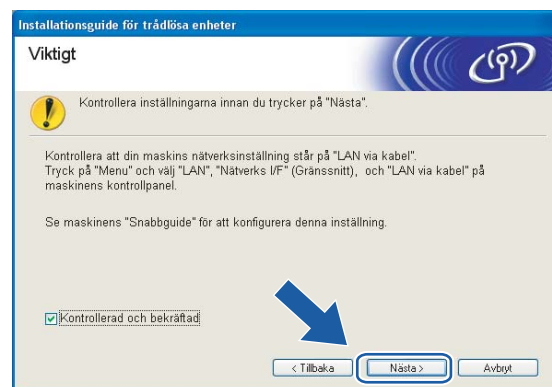 Installationsguide för trådlösa enheter
Viktigt
Kontrollera inställningarna innan du trycker på "Nästa".
Kontrollera att din maskins nätverksinställning står på "LAN via kabel".
Tryck på "Menu" och välj "LAN", "Nätverks I/F" (Gränssnitt), och "LAN via kabel" på
maskinens kontrollpanel.
Se maskinens "Snabbguide" för att konfigurera denna inställning.
Kontrollerad och bekräftad
< Tillbaka Nästa > Avbryt